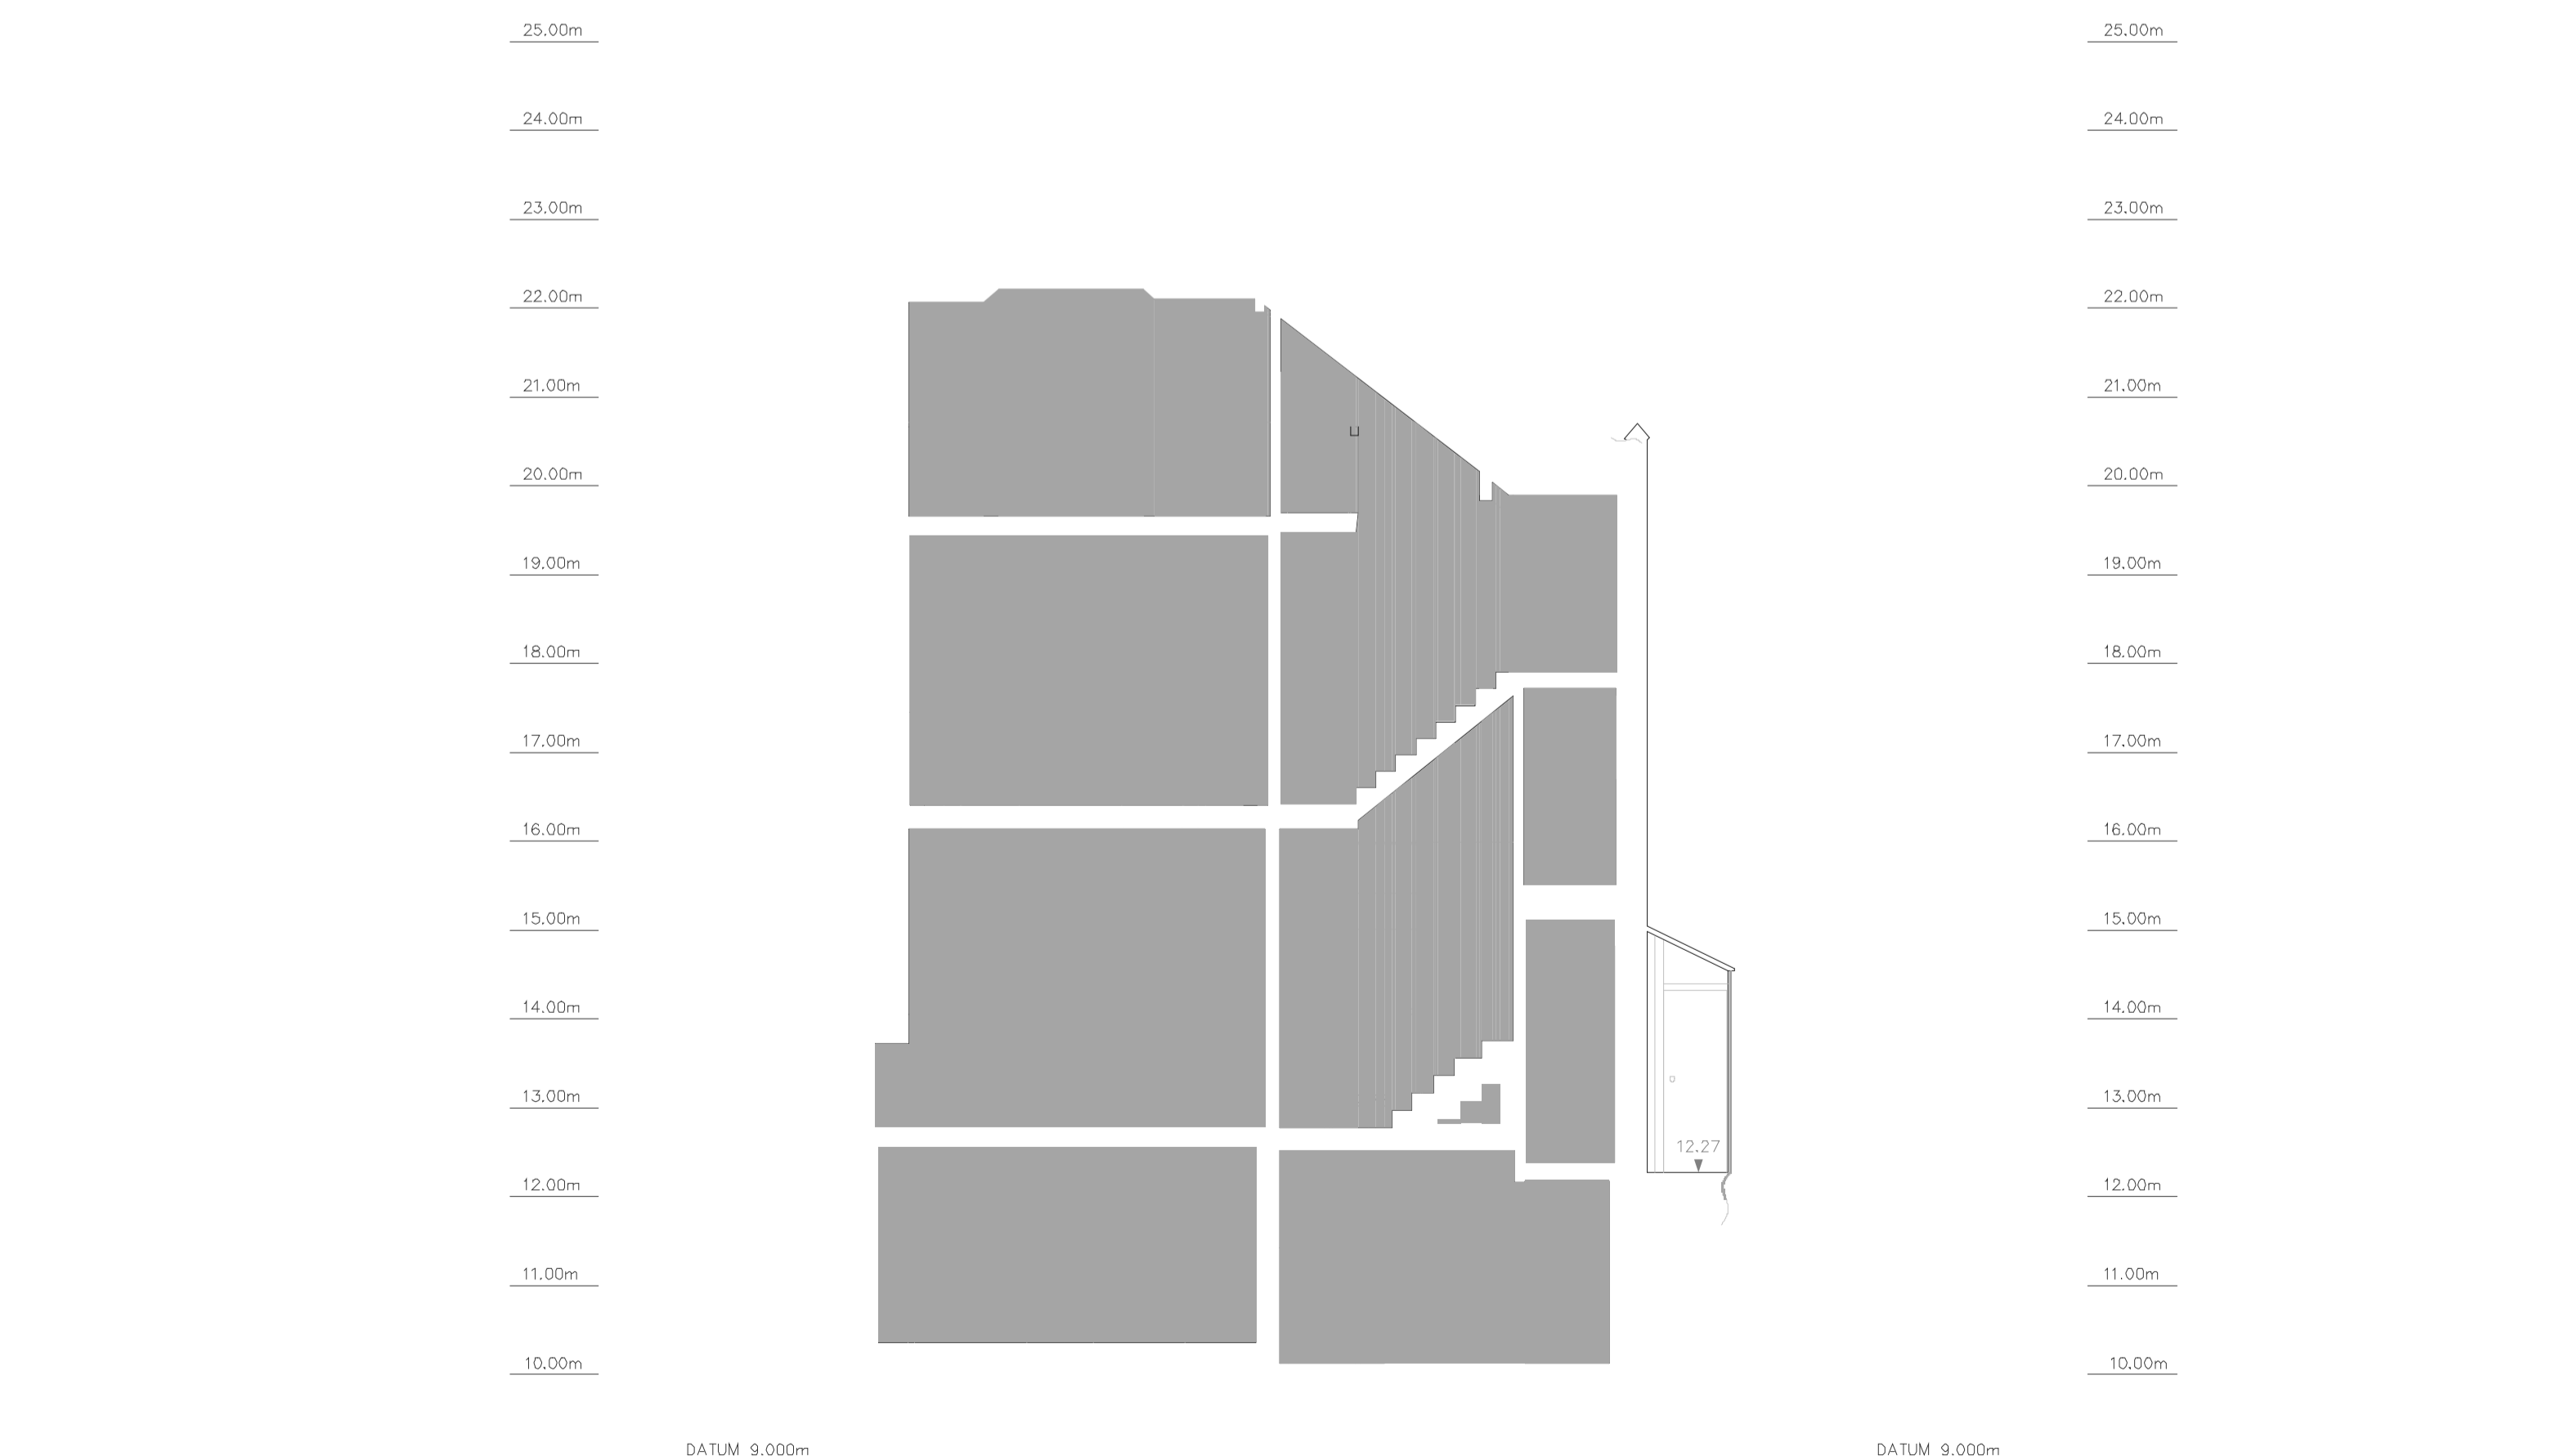 25.00m 25.00m
24.00m 24.00m
23.00m 23.00m
22.00m 22.00m
21.00m 21.00m
20.00m 20.00m
19.00m 19.00m
18.00m 18.00m
17.00m 17.00m
16.00m 16.00m
15.00m 15.00m
14.00m 14.00m
13.00m 13.00m
12.27
12.00m 12.00m
11.00m 11.00m
10.00m 10.00m
DATUM 9.000m DATUM 9.000m